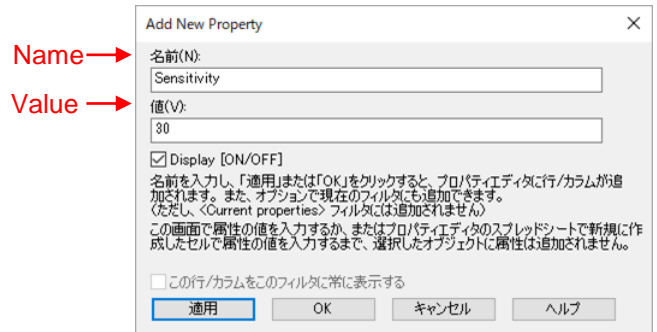 Add New Property
Name
名前(N):
Sensitivity
Value
値(V):
30
Display [ON/OFF]
名前を入力し、「適用」または「OK」をクリックすると、プロパティエディタに行/カラムが追
加されます。また、オプションで現在のフィルタにも追加できます。
(ただし、<Current properties> フィルタには追加されません)
この画面で属性の値を入力するか、またはプロパティエディタのスプレッドシートで新規に作
成したセルで属性の値を入力するまで、選択したオブジェクトに属性は追加されません。
この行/カラムをこのフィルタに常に表示する
適用 OK キャンセル ヘルプ